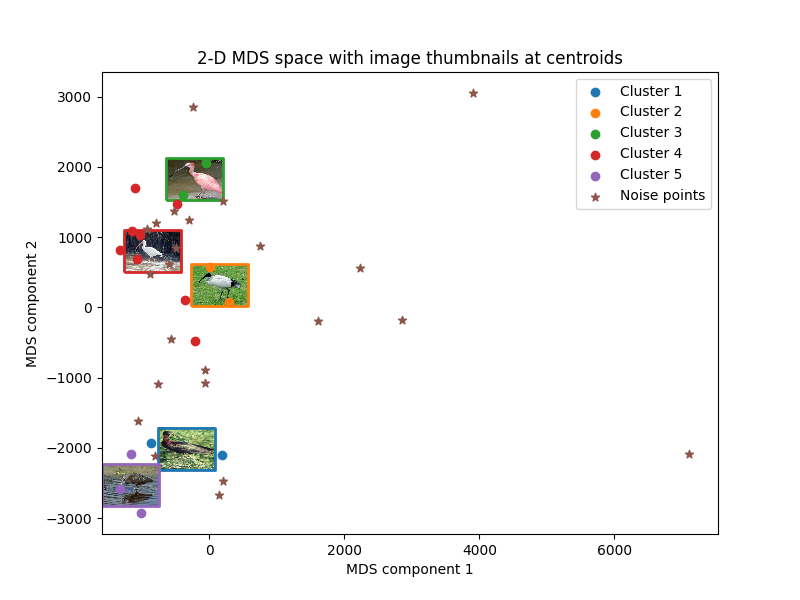 2-D MDS space with image thumbnails at centroids
Cluster 1
Cluster 2
Cluster 3
Cluster 4
Cluster 5
Noise points
MDS component 2
3000
2000
1000
0
−1000
−2000
−3000
0 2000 4000 6000
MDS component 1